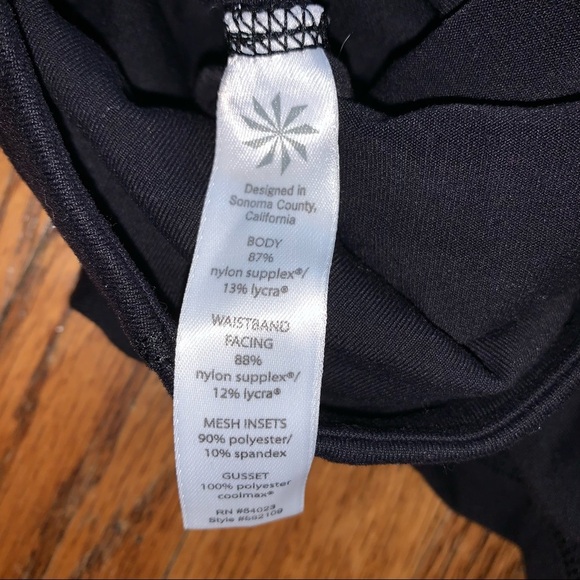 Designed in
Sonoma County,
California
BODY
87%
nylon supplex®/
13% lycra®
WAISTBAND
FACING
88%
nylon supplex®/
12% lycra®
MESH INSETS
90% polyester/
10% spandex
GUSSET
100% polyester
coolmax®
RN #54023
Style #